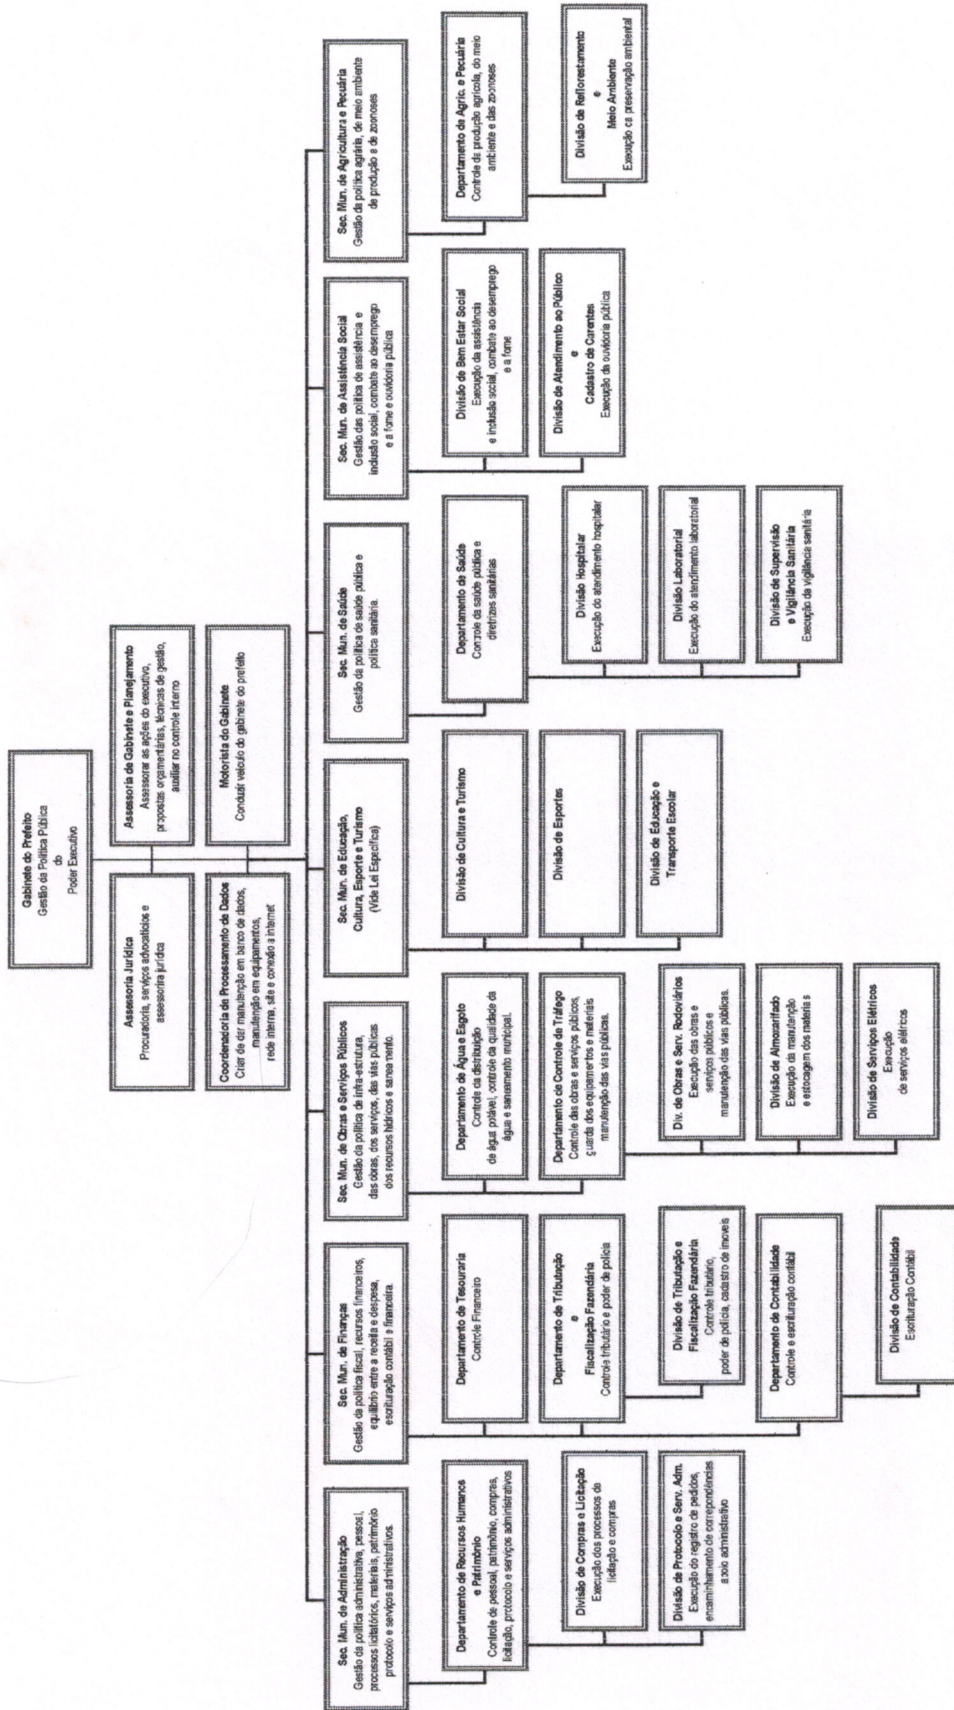 Gabinete do Prefeito
Gestão da Política Pública
do
Poder Executivo
Assessoria Jurídica
Procuradoria, serviços advocatícios e
assessorira jurídica
Assessoria de Gabinete e Planejamento
Assessorar as ações do executivo,
propostas orçamentárias, técnicas de gestão,
auxiliar no controle interno
Coordenadoria de Processamento de Dados
Criar de dar manutenção em banco de dados,
manutenção em equipamentos,
rede interna, site e conexão a internet
Motorista do Gabinete
Conduzir veículo do gabinete do prefeito
Sec. Mun. de Administração
Gestão da política administrativa, pessoal,
processos licitatórios, materiais, patrimônio
protocolo e serviços administrativos.
Departamento de Recursos Humanos
e Patrimônio
Controle de pessoal, patrimônio, compras,
licitação, protocolo e serviços administrativos
Divisão de Compras e Licitação
Execução dos processos de
licitação e compras
Divisão de Protocolo e Serv. Adm.
Execução do registro de pedidos,
encaminhamento de correpondências
apoio administrativo
Sec. Mun. de Finanças
Gestão da política fiscal, recursos financeiros,
equilíbrio entre a receita e despesa,
escrituração contábil e financeira.
Departamento de Tesouraria
Controle Financeiro
Departamento de Tributação
e
Fiscalização Fazendária
Controle tributário e poder de polícia
Divisão de Tributação e
Fiscalização Fazendária
Controle tributário,
poder de polícia, cadastro de imoveis
Departamento de Contabilidade
Controle e escrituração contábil
Divisão de Contabilidade
Escrituração Contábil
Sec. Mun. de Obras e Serviços Públicos
Gestão da política de infra-estrutura,
das obras, dos serviços, das vias públicas
dos recursos hídricos e saneamento.
Departamento de Água e Esgoto
Controle da distribuição
de água potável, controle da qualidade da
água e saneamento municipal.
Departamento de Controle de Tráfego
Controle das obras e serviços públicos,
guarda dos equipamentos e materiais
manutenção das vias públicas.
Div. de Obras e Serv. Rodoviários
Execução das obras e
serviços públicos e
manutenção das vias públicas.
Divisão de Almoxarifado
Execução da manutenção
e estocagem dos materiais
Divisão de Serviços Elétricos
Execução
de serviços elétricos
Sec. Mun. de Educação,
Cultura, Esporte e Turismo
(Vide Lei Específica)
Divisão de Cultura e Turismo
Divisão de Esportes
Divisão de Educação e
Transporte Escolar
Sec. Mun. de Saúde
Gestão da política de saúde pública e
política sanitária.
Departamento de Saúde
Controle da saúde pública e
diretrizes sanitárias
Divisão Hospitalar
Execução do atendimento hospitalar
Divisão Laboratorial
Execução do atendimento laboratorial
Divisão de Supervisão
e Vigilância Sanitária
Execução da vigilância sanitária
Sec. Mun. de Assistência Social
Gestão das política de assistência e
inclusão social, combate ao desemprego
e a fome e ouvidoria pública
Divisão de Bem Estar Social
Execução da assistência
e inclusão social, combate ao desemprego
e a fome
Divisão de Atendimento ao Público
e
Cadastro de Carentes
Execução da ouvidoria pública
Sec. Mun. de Agricultura e Pecuária
Gestão da política agrária, de meio ambiente
de produção e de zoonoses
Departamento de Agric. e Pecuária
Controle da produção agrícola, do meio
ambiente e das zoonoses
Divisão de Reflorestamento
e
Meio Ambiente
Execução ca preservação ambiental